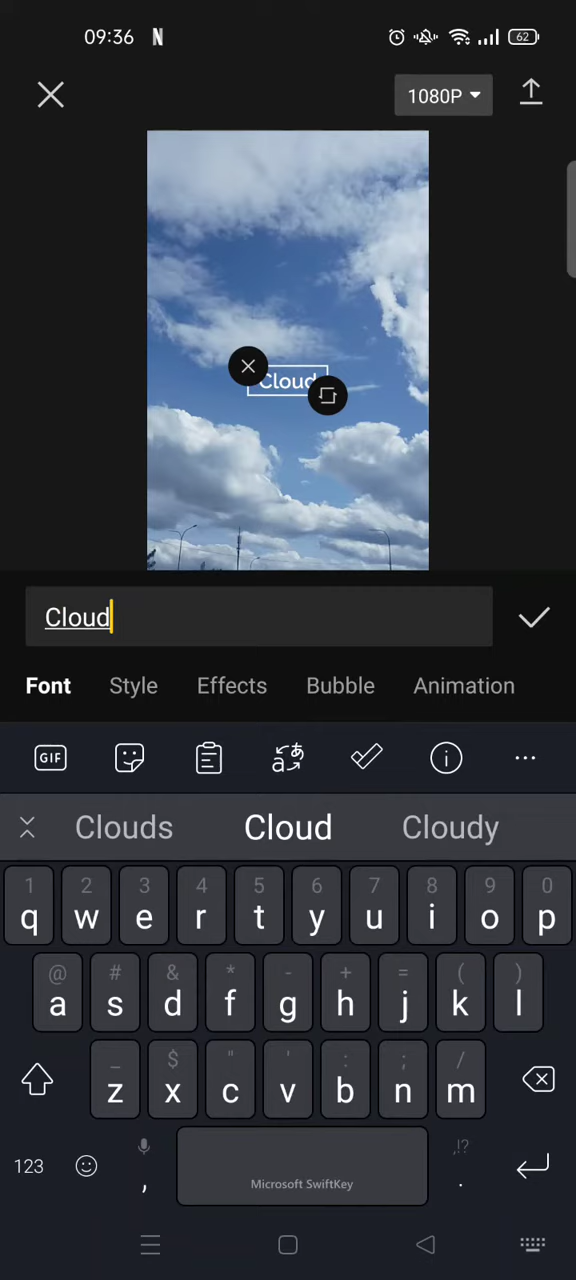 09:36 N 62
1080P
Cloud
Cloud
Font Style Effects Bubble Animation
GIF
Clouds Cloud Cloudy
1 2 3 4 5 6 7 8 9 0
q w e r t y u i o p
@ # & * - + = ( )
a s d f g h j k l
_ $ " ' : ; /
z x c v b n m
123 , Microsoft SwiftKey ,!? .